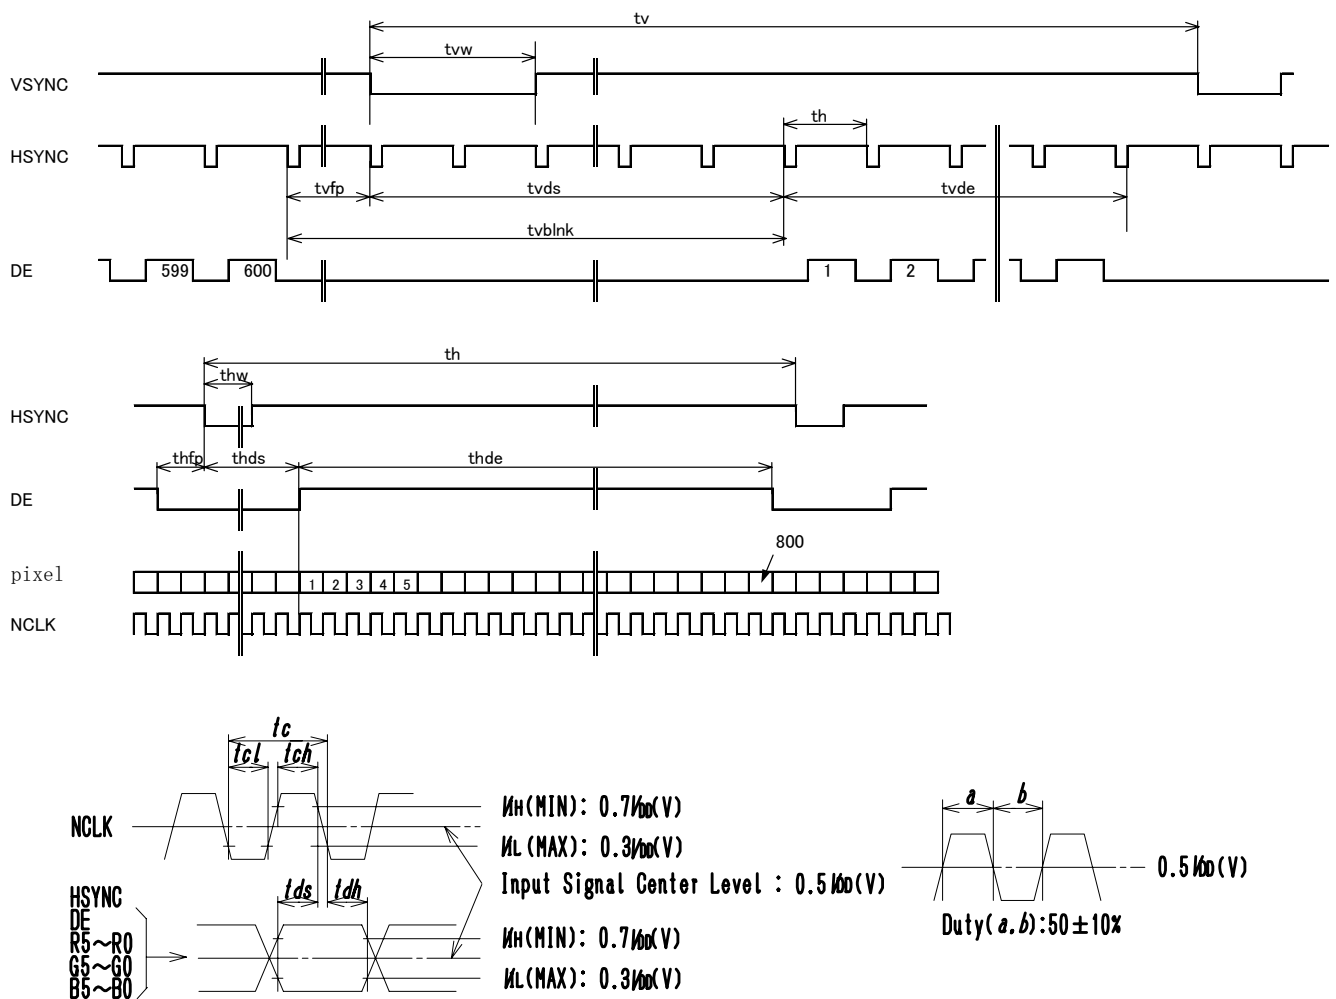 tv
tvw
VSYNC
th
HSYNC
tvfp tvds tvde
tvblnk
DE 599 600 1 2
th
thw
HSYNC
thfp thds thde
DE
800
pixel 1 2 3 4 5
NCLK
tc
tcl tch
NCLK
VIH(MIN): 0.7VDD(V)
VIL(MAX): 0.3VDD(V)
Input Signal Center Level : 0.5VDD(V)
tds tdh
HSYNC
DE
R5~R0
G5~G0
B5~B0
VIH(MIN): 0.7VDD(V)
VIL(MAX): 0.3VDD(V)
a b
0.5VDD(V)
Duty(a.b):50±10%